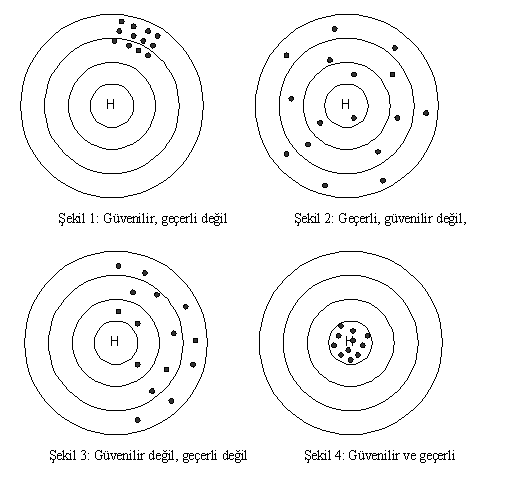 H
H
Şekil 1: Güvenilir, geçerli değil
Şekil 2: Geçerli, güvenilir değil,
H
H
Şekil 3: Güvenilir değil, geçerli değil
Şekil 4: Güvenilir ve geçerli